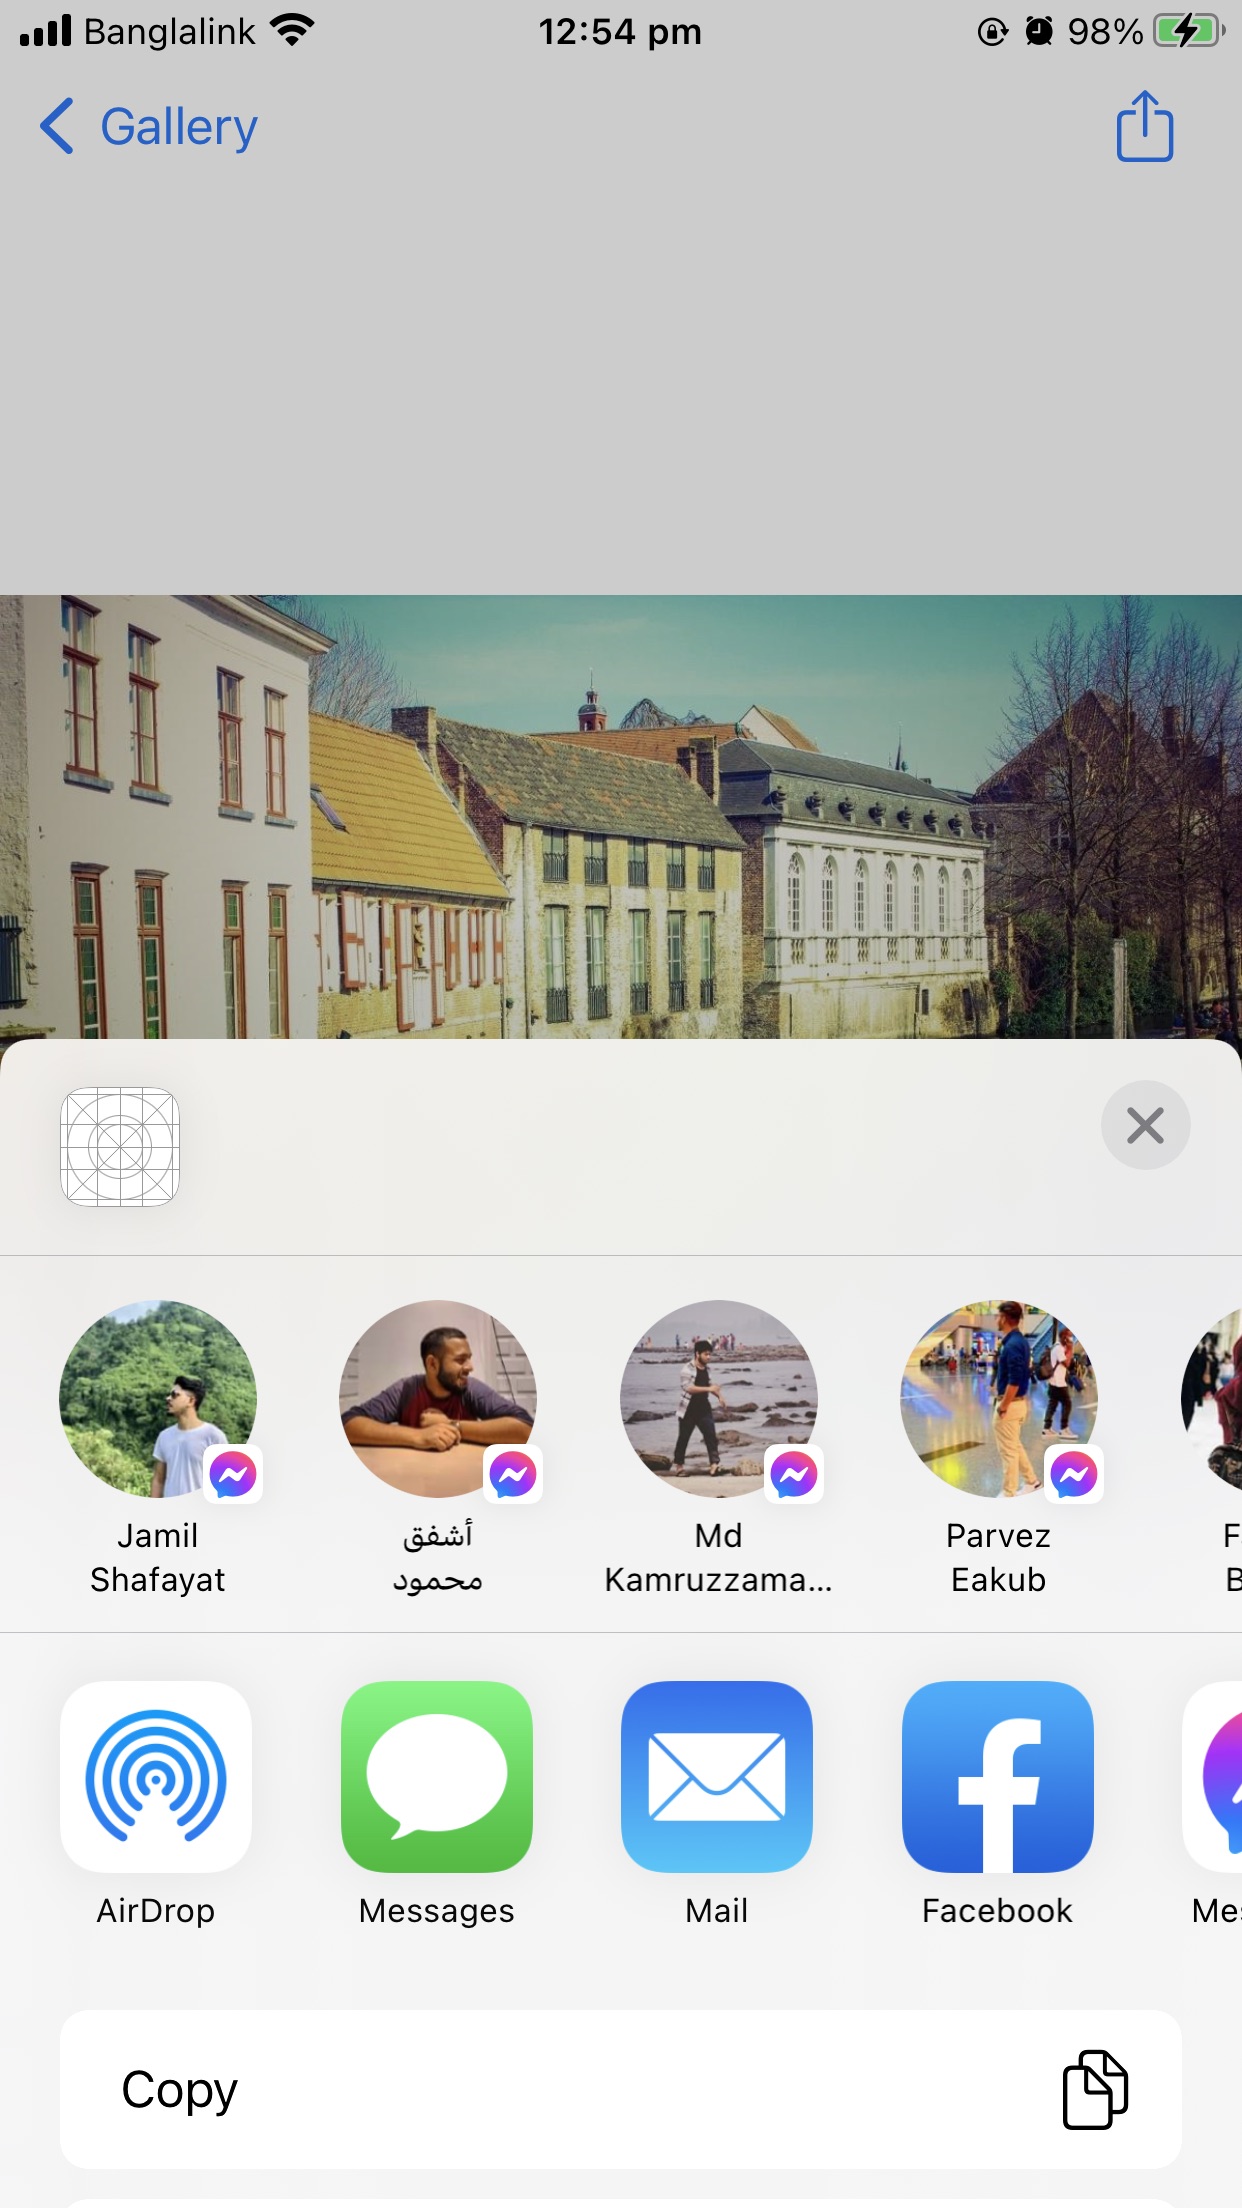 Banglalink 12:54 pm 98%
Gallery
Jamil
Shafayat
أشفق
محمود
Md
Kamruzzama...
Parvez
Eakub
F
B
AirDrop
Messages
Mail
Facebook
Mes
Copy